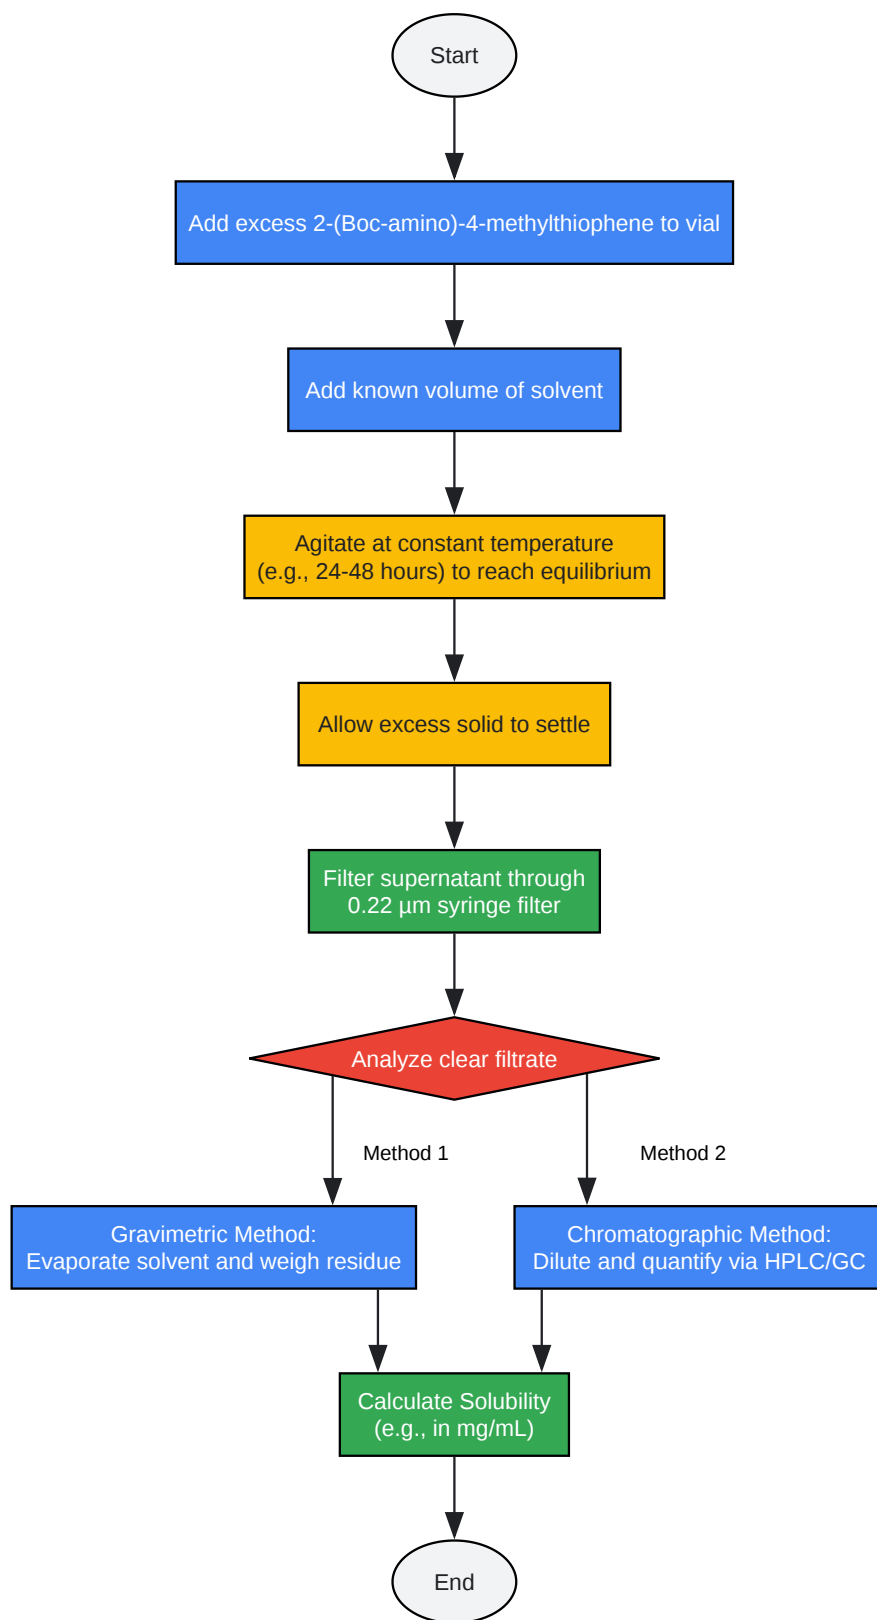 Start
Add excess 2-(Boc-amino)-4-methylthiophene to vial
Add known volume of solvent
Agitate at constant temperature
(e.g., 24-48 hours) to reach equilibrium
Allow excess solid to settle
Filter supernatant through
0.22 µm syringe filter
Analyze clear filtrate
Method 1
Method 2
Gravimetric Method:
Evaporate solvent and weigh residue
Chromatographic Method:
Dilute and quantify via HPLC/GC
Calculate Solubility
(e.g., in mg/mL)
End